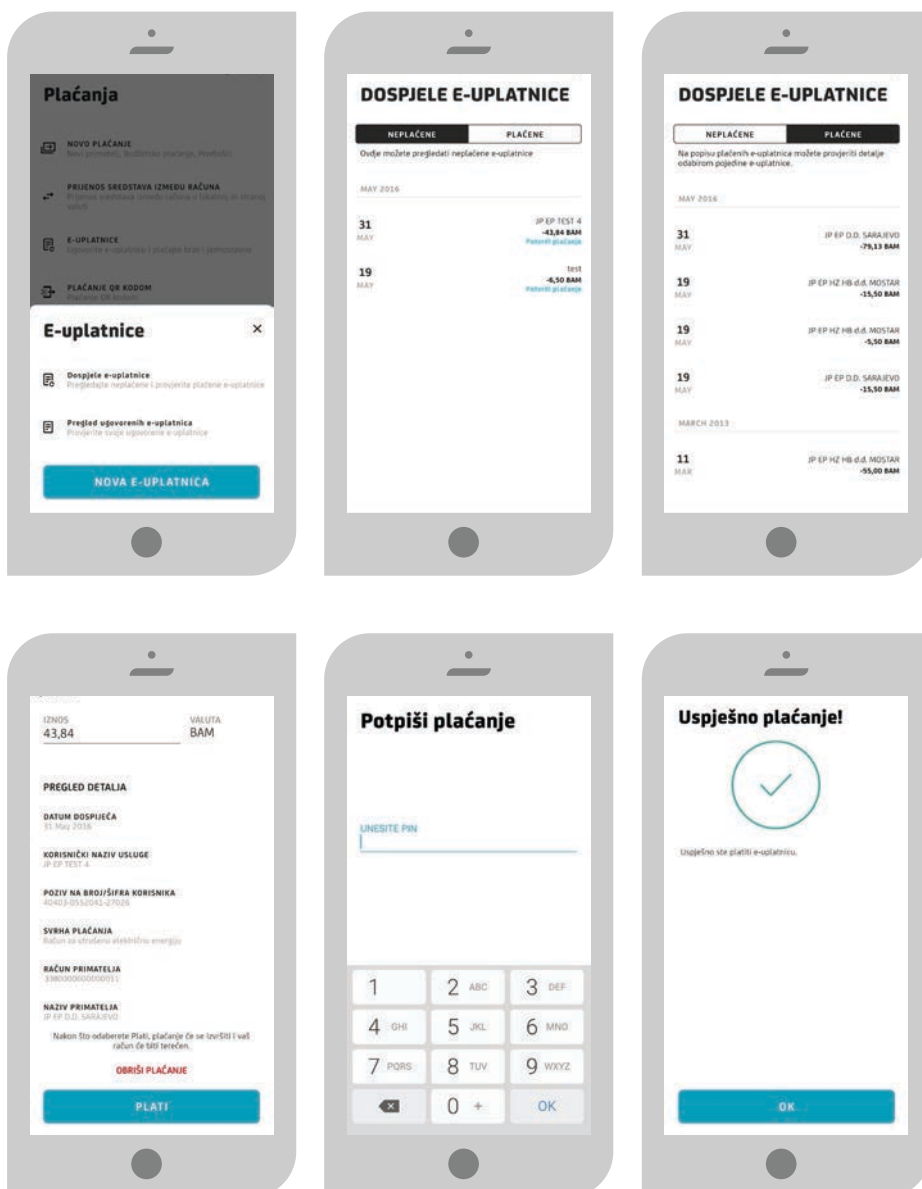 Plaćanja
NOVO PLAĆANJE
PRIJENOS SREDSTAVA IZMEĐU RAČUNA
E-UPLATNICE
PLAĆANJE QR KODOM
E-uplatnice
Dospjele e-uplatnice
Pregledajte neplaćene i provjerite plaćene e-uplatnice
Pregled ugovorenih e-uplatnica
Provjerite svoje ugovorene e-uplatnice
NOVA E-UPLATNICA
DOSPJELE E-UPLATNICE
NEPLAĆENE PLAĆENE
Ovdje možete pregledati neplaćene e-uplatnice
MAY 2016
31 JP EP TEST 4
MAY -43,84 BAM
Potvrdi plaćanje
19 test
MAY -6,50 BAM
Potvrdi plaćanje
DOSPJELE E-UPLATNICE
NEPLAĆENE PLAĆENE
Na popisu plaćenih e-uplatnica možete provjeriti detalje
odabirom pojedine e-uplatnice.
MAY 2016
31 JP EP D.D. SARAJEVO
MAY -79,13 BAM
19 JP EP HZ HB d.d. MOSTAR
MAY -15,50 BAM
19 JP EP HZ HB d.d. MOSTAR
MAY -5,50 BAM
19 JP EP D.D. SARAJEVO
MAY -15,50 BAM
MARCH 2013
11 JP EP HZ HB d.d. MOSTAR
MAR -55,00 BAM
IZNOS VALUTA
43,84 BAM
PREGLED DETALJA
DATUM DOSPIJEĆA
31 May 2016
KORISNIČKI NAZIV USLUGE
JP EP TEST 4
POZIV NA BROJ/ŠIFRA KORISNIKA
40403-0552041-27026
SVRHA PLAĆANJA
Račun za utrošenu električnu energiju
RAČUN PRIMATELJA
NAZIV PRIMATELJA
JP EP D.D. SARAJEVO
Nakon što odaberete Plati, plaćanje će se izvršiti i vaš
račun će biti terećen.
OBRIŠI PLAĆANJE
PLATI
Potpiši plaćanje
UNESITE PIN
1 2 ABC 3 DEF
4 GHI 5 JKL 6 MNO
7 PQRS 8 TUV 9 WXYZ
0 + OK
Uspješno plaćanje!
Uspješno ste platili e-uplatnicu.
OK